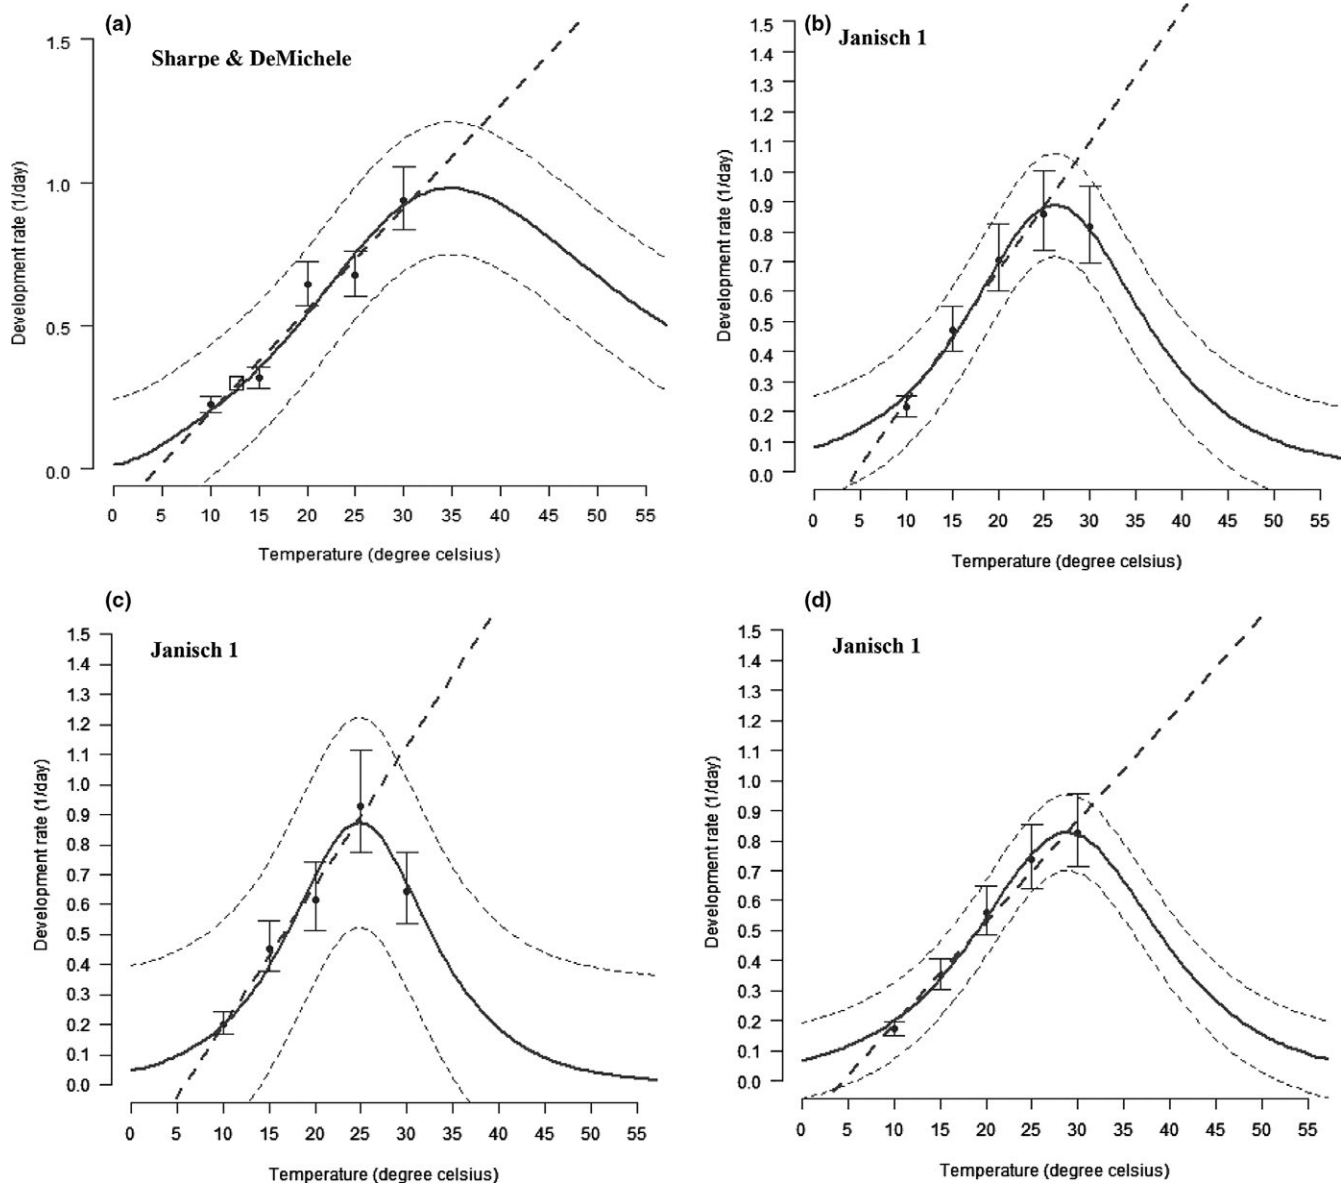 (a)
Sharpe & DeMichele
1.5
1.0
0.5
0.0
Development rate (1/day)
0 5 10 15 20 25 30 35 40 45 50 55
Temperature (degree celsius)
(b)
Janisch 1
1.5
1.4
1.3
1.2
1.1
1.0
0.9
0.8
0.7
0.6
0.5
0.4
0.3
0.2
0.1
0.0
Development rate (1/day)
0 5 10 15 20 25 30 35 40 45 50 55
Temperature (degree celsius)
(c)
Janisch 1
1.5
1.4
1.3
1.2
1.1
1.0
0.9
0.8
0.7
0.6
0.5
0.4
0.3
0.2
0.1
0.0
Development rate (1/day)
0 5 10 15 20 25 30 35 40 45 50 55
Temperature (degree celsius)
(d)
Janisch 1
1.5
1.4
1.3
1.2
1.1
1.0
0.9
0.8
0.7
0.6
0.5
0.4
0.3
0.2
0.1
0.0
Development rate (1/day)
0 5 10 15 20 25 30 35 40 45 50 55
Temperature (degree celsius)